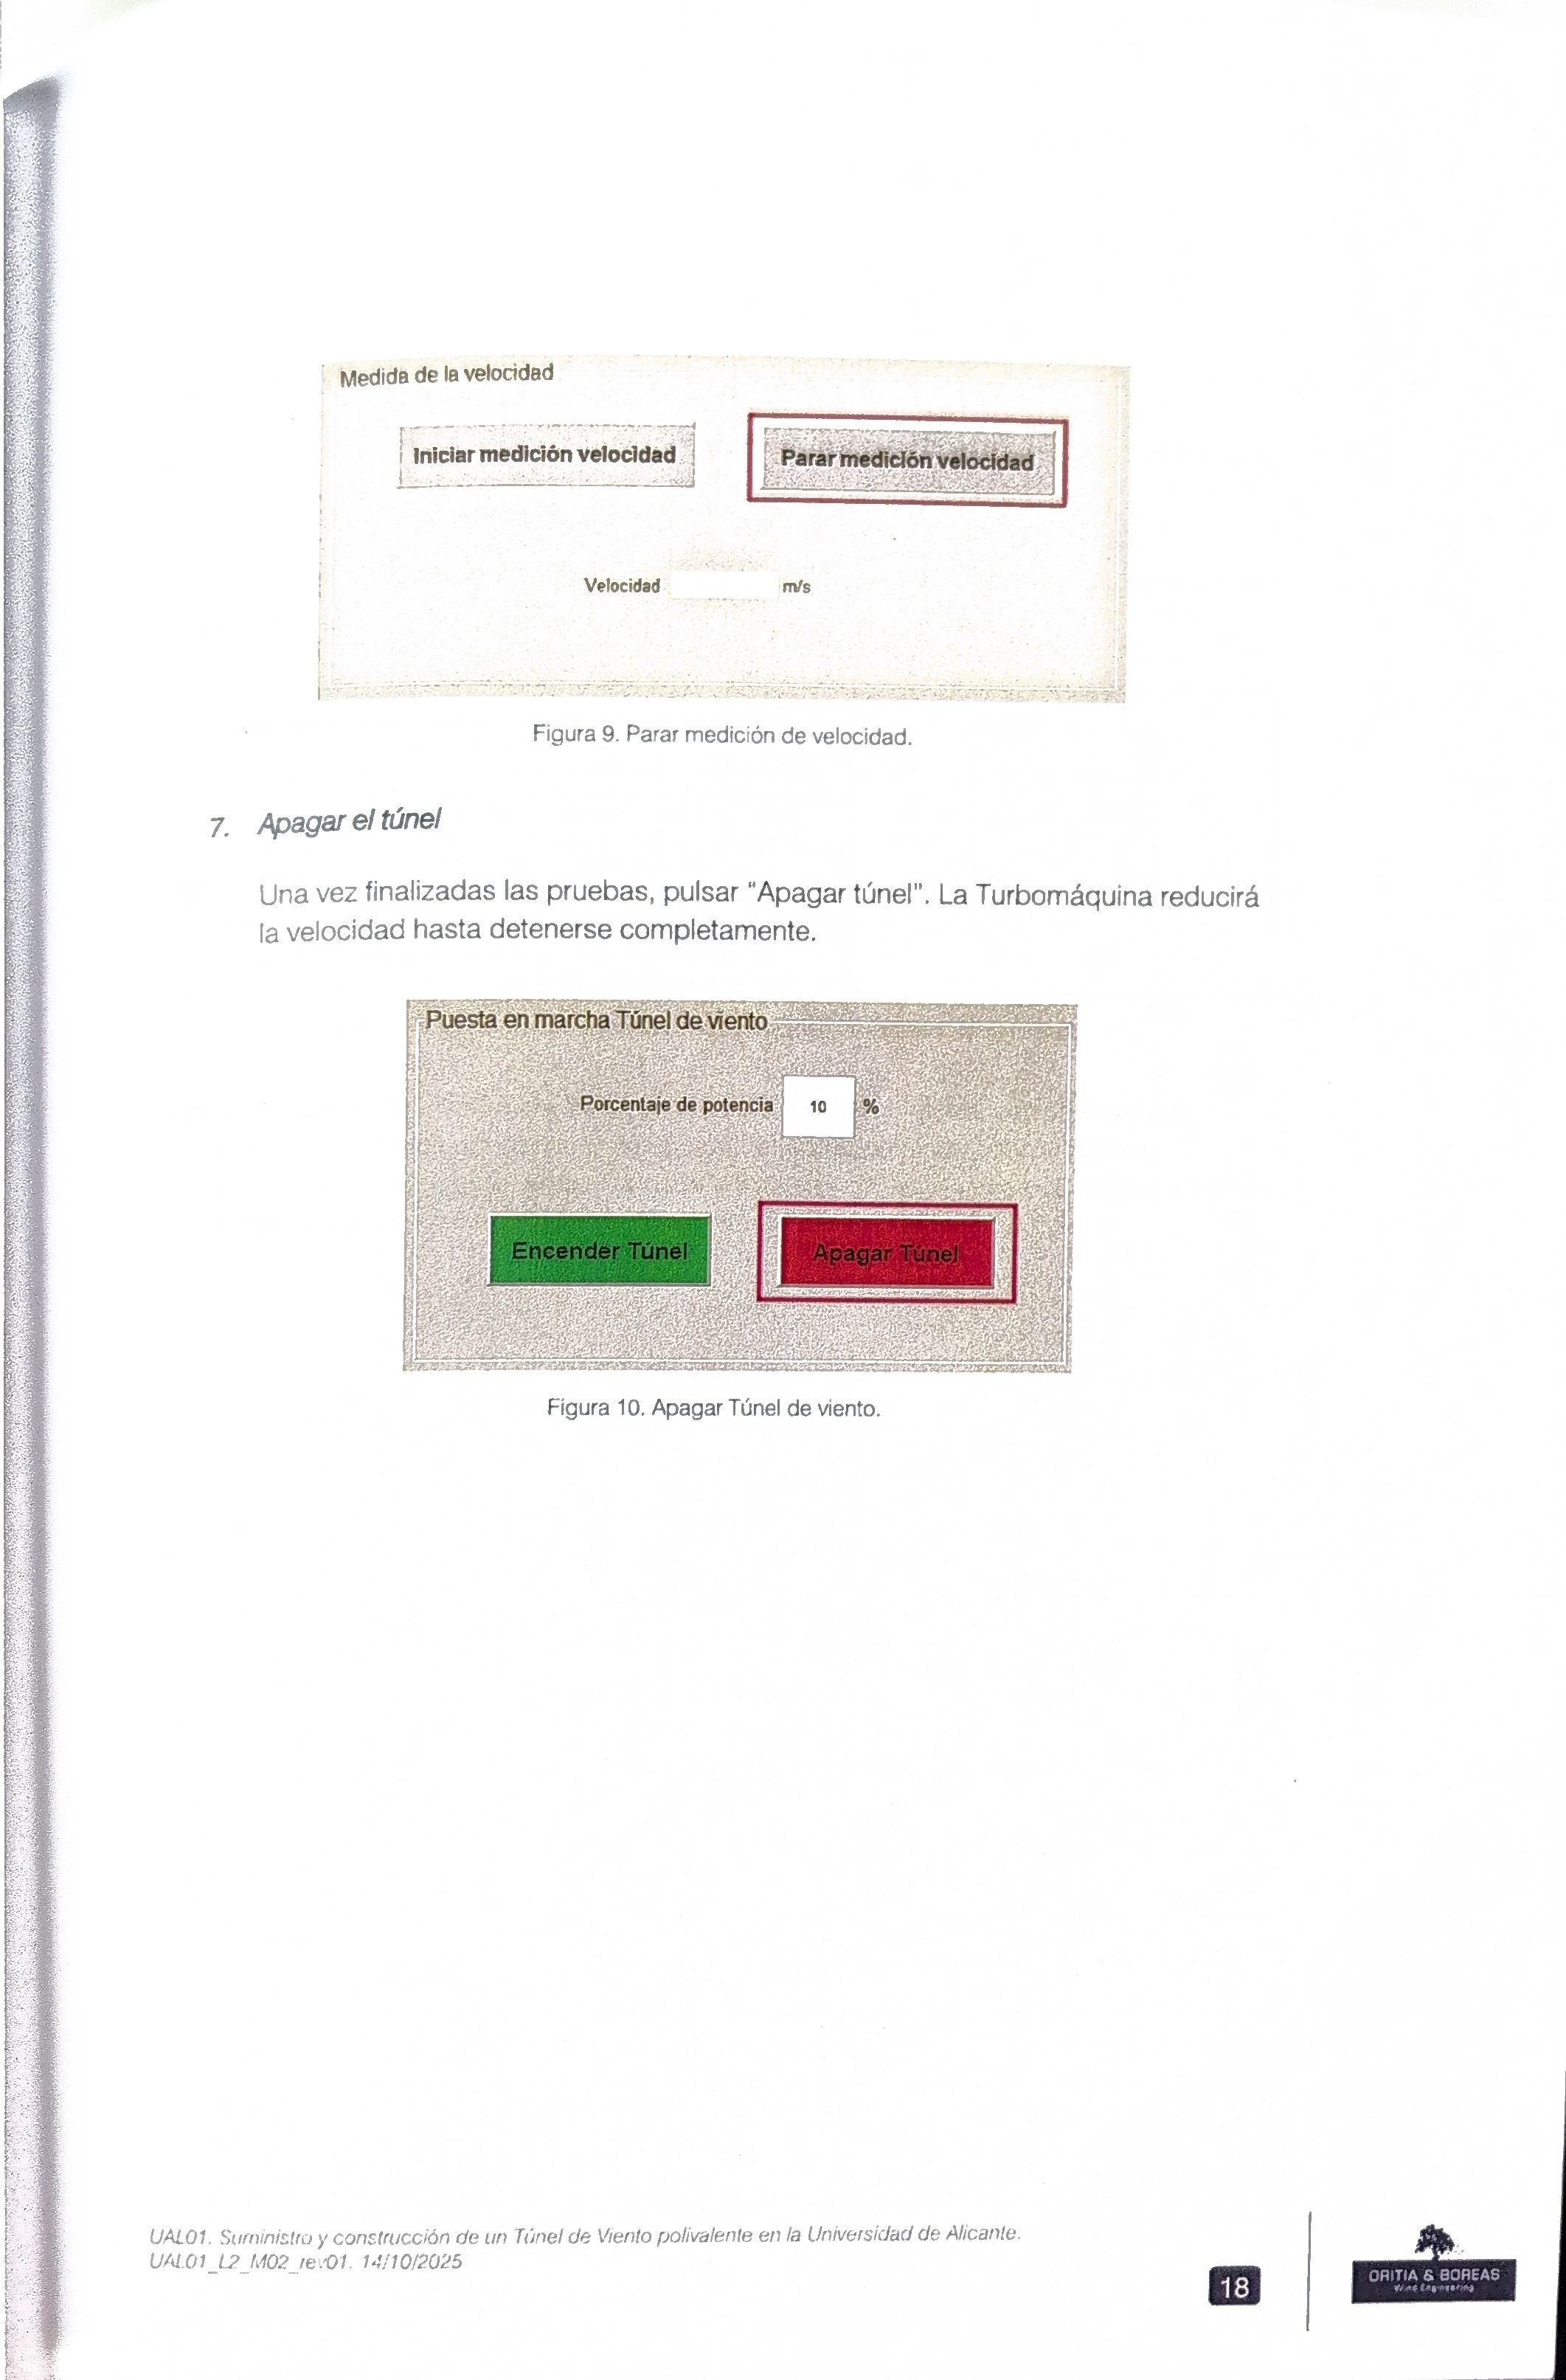 Medida de la velocidad
Iniciar medición velocidad
Parar medición velocidad
Velocidad m/s
Figura 9. Parar medición de velocidad.
7. Apagar el túnel
Una vez finalizadas las pruebas, pulsar "Apagar túnel". La Turbomáquina reducirá
la velocidad hasta detenerse completamente.
Puesta en marcha Túnel de viento
Porcentaje de potencia 10 %
Encender Túnel
Apagar Túnel
Figura 10. Apagar Túnel de viento.
UAL01. Suministro y construcción de un Túnel de Viento polivalente en la Universidad de Alicante.
UAL01_L2_M02_rev01. 14/10/2025
18
ORITIA & BOREAS
Wind Engineering